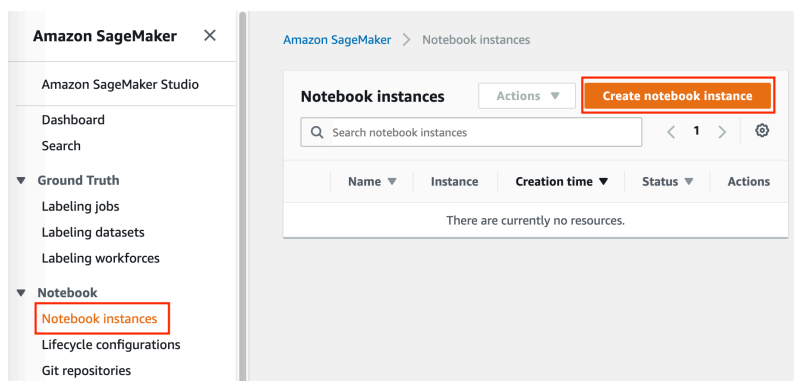 Amazon SageMaker
Amazon SageMaker Studio
Dashboard
Search
Ground Truth
Labeling jobs
Labeling datasets
Labeling workforces
Notebook
Notebook instances
Lifecycle configurations
Git repositories
Amazon SageMaker > Notebook instances
Notebook instances Actions Create notebook instance
Search notebook instances < 1 >
Name Instance Creation time Status Actions
There are currently no resources.